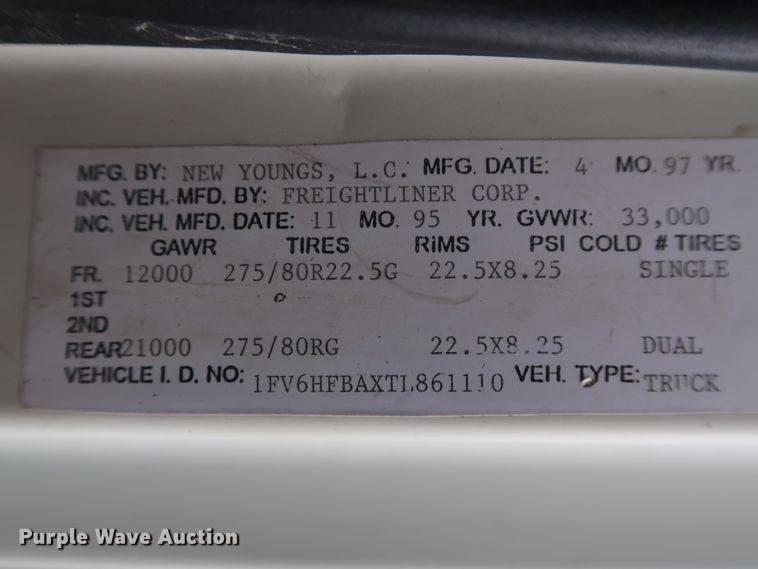 MFG. BY: NEW YOUNGS, L.C. MFG. DATE: 4 MO. 97 YR.
INC. VEH. MFD. BY: FREIGHTLINER CORP.
INC. VEH. MFD. DATE: 11 MO. 95 YR. GVWR: 33,000
GAWR TIRES RIMS PSI COLD # TIRES
FR. 12000 275/80R22.5G 22.5X8.25 SINGLE
1ST
2ND
REAR 21000 275/80RG 22.5X8.25 DUAL
VEHICLE I. D. NO: 1FV6HFBAXTL861110 VEH. TYPE: TRUCK
Purple Wave Auction